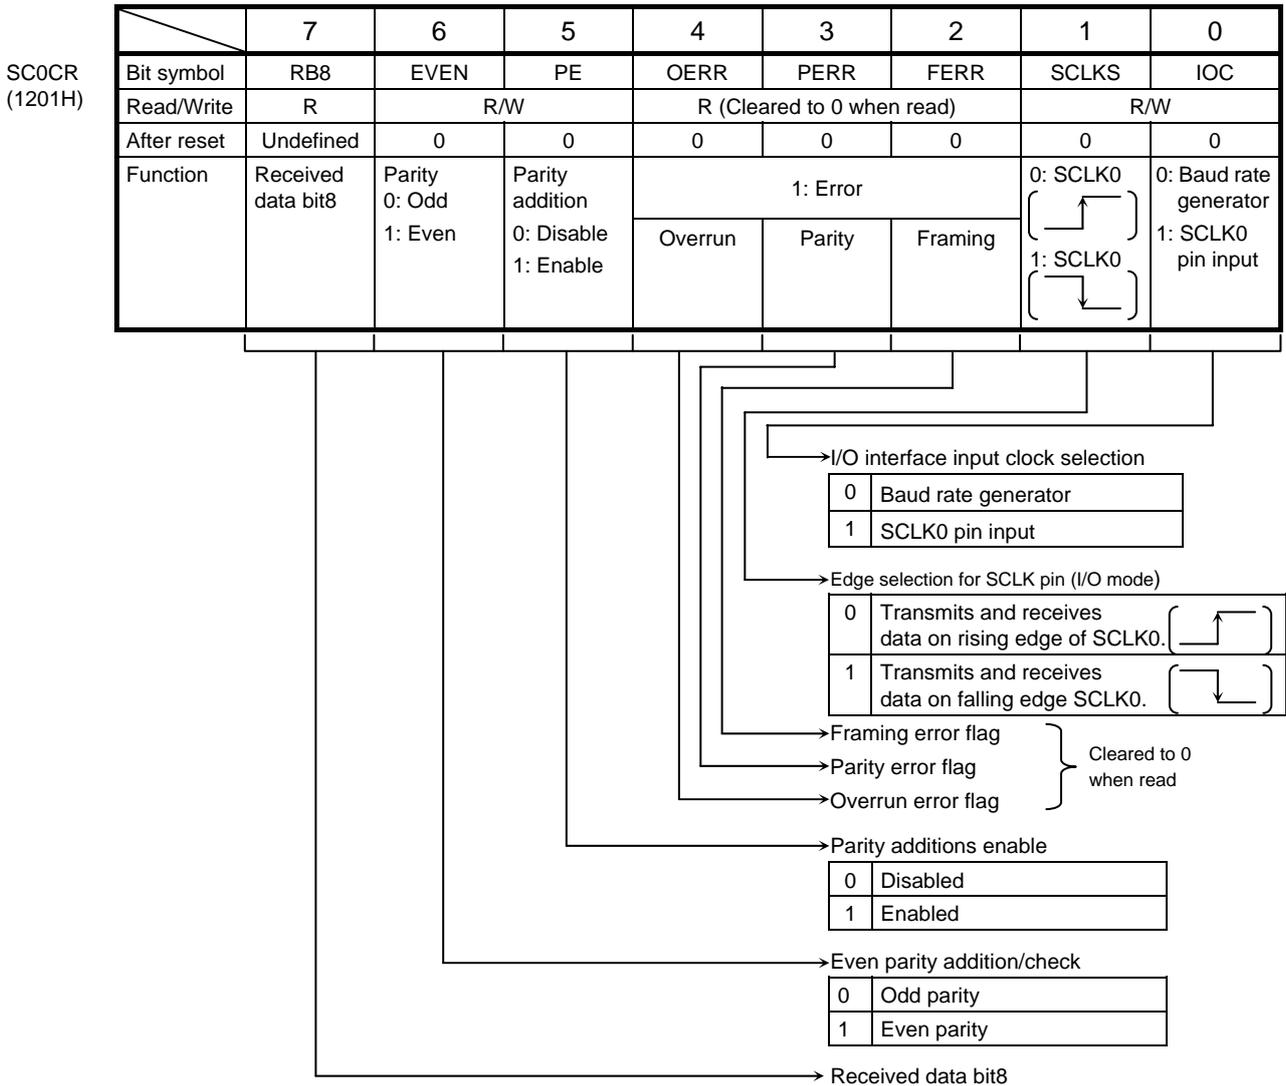 7 6 5 4 3 2 1 0
SC0CR
(1201H)
Bit symbol RB8 EVEN PE OERR PERR FERR SCLKS IOC
Read/Write R R/W R (Cleared to 0 when read) R/W
After reset Undefined 0 0 0 0 0 0 0
Function
Received
data bit8
Parity
0: Odd
1: Even
Parity
addition
0: Disable
1: Enable
1: Error
Overrun Parity Framing
0: SCLK0
1: SCLK0
0: Baud rate
generator
1: SCLK0
pin input
I/O interface input clock selection
0 Baud rate generator
1 SCLK0 pin input
Edge selection for SCLK pin (I/O mode)
0 Transmits and receives
data on rising edge of SCLK0.
1 Transmits and receives
data on falling edge SCLK0.
Framing error flag
Parity error flag
Overrun error flag
Cleared to 0
when read
Parity additions enable
0 Disabled
1 Enabled
Even parity addition/check
0 Odd parity
1 Even parity
Received data bit8